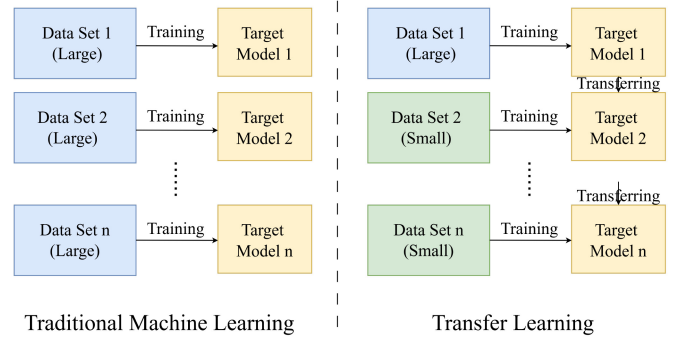 Data Set 1
(Large)
Training
Target
Model 1
Data Set 2
(Large)
Training
Target
Model 2
Data Set n
(Large)
Training
Target
Model n
Traditional Machine Learning
Data Set 1
(Large)
Training
Target
Model 1
Transferring
Data Set 2
(Small)
Training
Target
Model 2
Transferring
Data Set n
(Small)
Training
Target
Model n
Transfer Learning